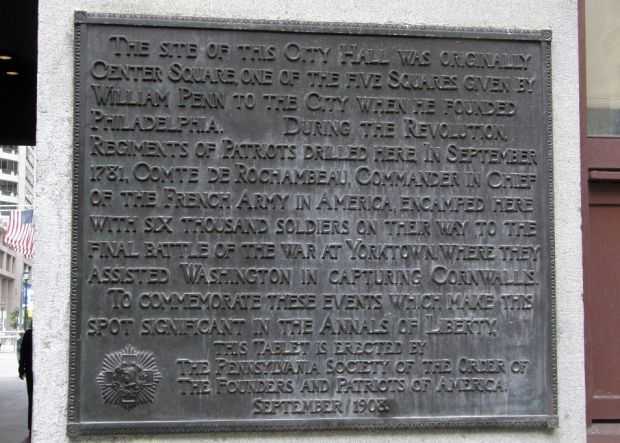 THE SITE OF THIS CITY HALL WAS ORIGINALLY
CENTER SQUARE, ONE OF THE FIVE SQUARES GIVEN BY
WILLIAM PENN TO THE CITY WHEN HE FOUNDED
PHILADELPHIA. DURING THE REVOLUTION,
REGIMENTS OF PATRIOTS DRILLED HERE. IN SEPTEMBER
1781, COMTE DE ROCHAMBEAU, COMMANDER IN CHIEF
OF THE FRENCH ARMY IN AMERICA, ENCAMPED HERE
WITH SIX THOUSAND SOLDIERS ON THEIR WAY TO THE
FINAL BATTLE OF THE WAR AT YORKTOWN, WHERE THEY
ASSISTED WASHINGTON IN CAPTURING CORNWALLIS.
TO COMMEMORATE THESE EVENTS WHICH MAKE THIS
SPOT SIGNIFICANT IN THE ANNALS OF LIBERTY,
THIS TABLET IS ERECTED BY
THE PENNSYLVANIA SOCIETY OF THE ORDER OF
THE FOUNDERS AND PATRIOTS OF AMERICA.
SEPTEMBER/1908.